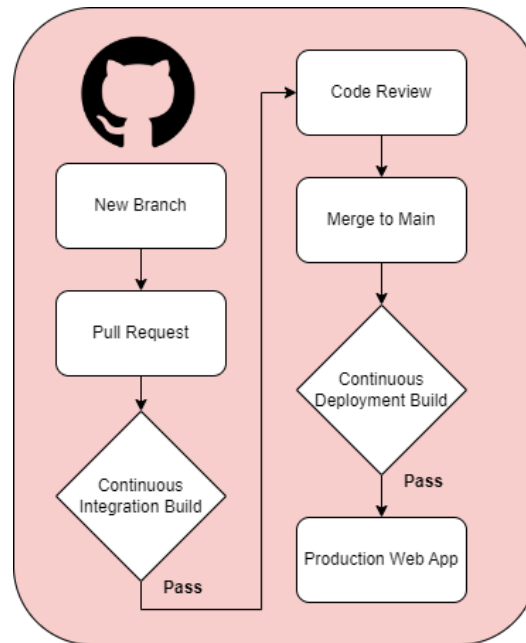 New Branch
Pull Request
Continuous
Integration Build
Pass
Code Review
Merge to Main
Continuous
Deployment Build
Pass
Production Web App